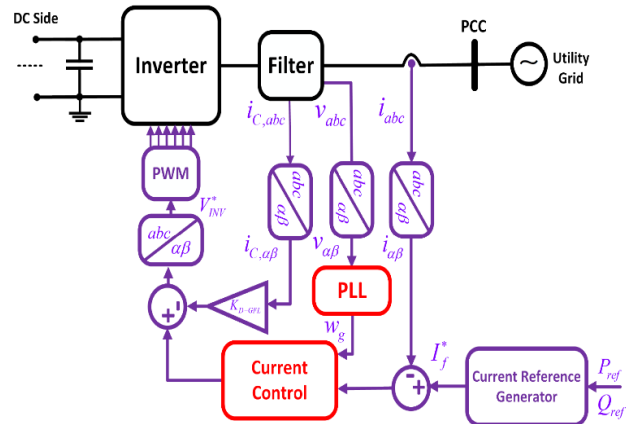 DC Side
Inverter
Filter
PCC
~
Utility
Grid
i_{C,abc}
v_{abc}
i_{abc}
PWM
V^*_{INV}
abc
αβ
abc
αβ
abc
αβ
abc
αβ
i_{C,αβ}
v_{αβ}
i_{αβ}
K_{D-GFL}
PLL
w_g
+
-
Current
Control
-
+
I^*_f
Current Reference
Generator
P_{ref}
Q_{ref}